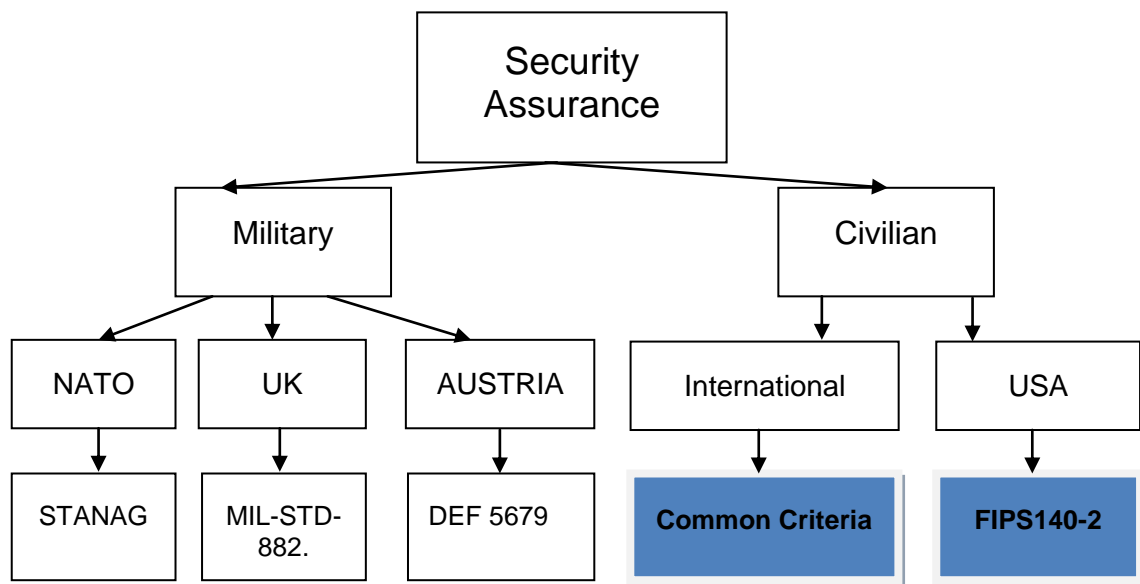 Security
Assurance
Military
Civilian
NATO
UK
AUSTRIA
International
USA
STANAG
MIL-STD-
882.
DEF 5679
Common Criteria
FIPS140-2